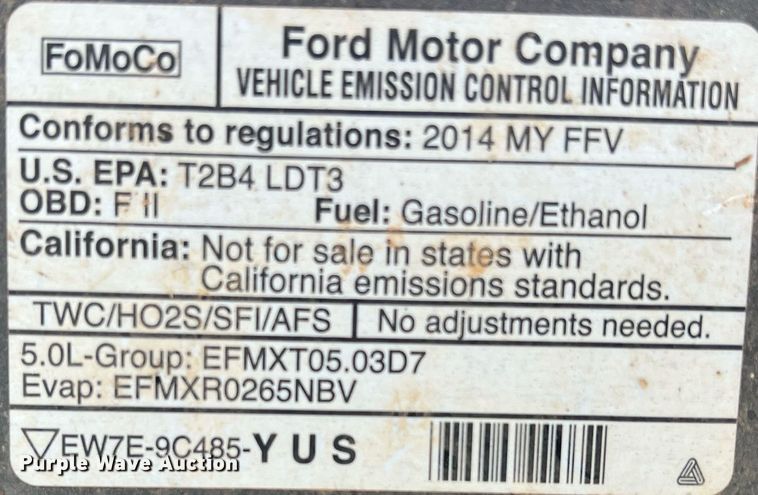 FoMoCo
Ford Motor Company
VEHICLE EMISSION CONTROL INFORMATION
Conforms to regulations: 2014 MY FFV
U.S. EPA: T2B4 LDT3
OBD: F II Fuel: Gasoline/Ethanol
California: Not for sale in states with
California emissions standards.
TWC/HO2S/SFI/AFS No adjustments needed.
5.0L-Group: EFMXT05.03D7
Evap: EFMXR0265NBV
EW7E-9C485-YUS
Purple Wave Auction